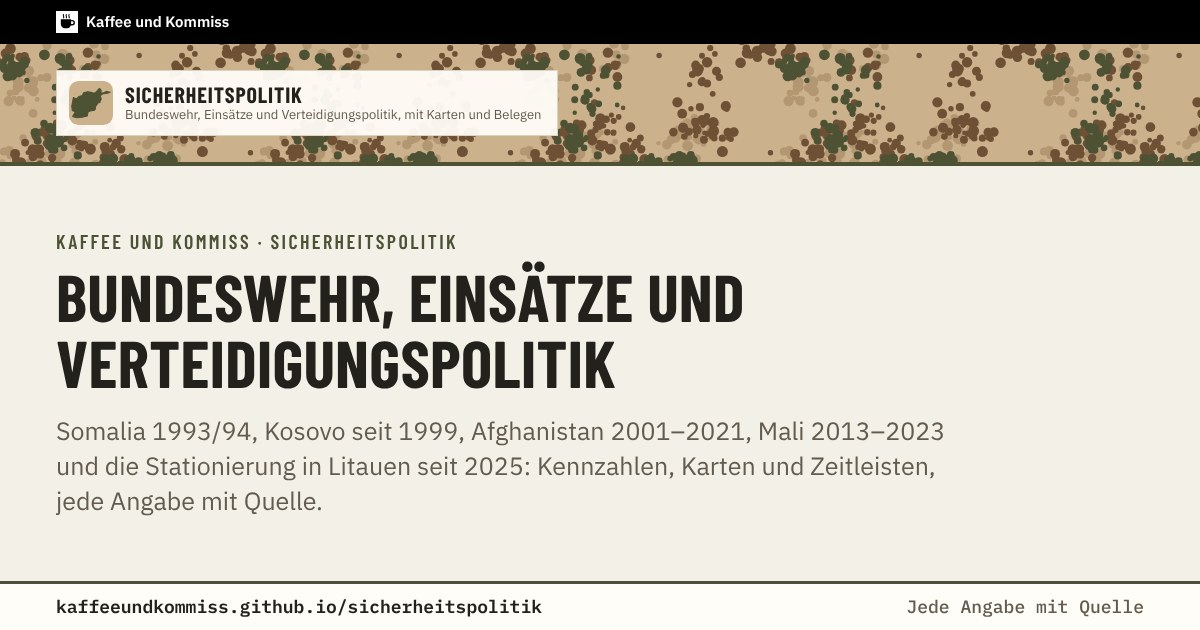 Kaffee und Kommiss
SICHERHEITSPOLITIK
Bundeswehr, Einsätze und Verteidigungspolitik, mit Karten und Belegen
KAFFEE UND KOMMISS · SICHERHEITSPOLITIK
BUNDESWEHR, EINSÄTZE UND
VERTEIDIGUNGSPOLITIK
Somalia 1993/94, Kosovo seit 1999, Afghanistan 2001–2021, Mali 2013–2023
und die Stationierung in Litauen seit 2025: Kennzahlen, Karten und Zeitleisten,
jede Angabe mit Quelle.
kaffeeundkommiss.github.io/sicherheitspolitik
Jede Angabe mit Quelle